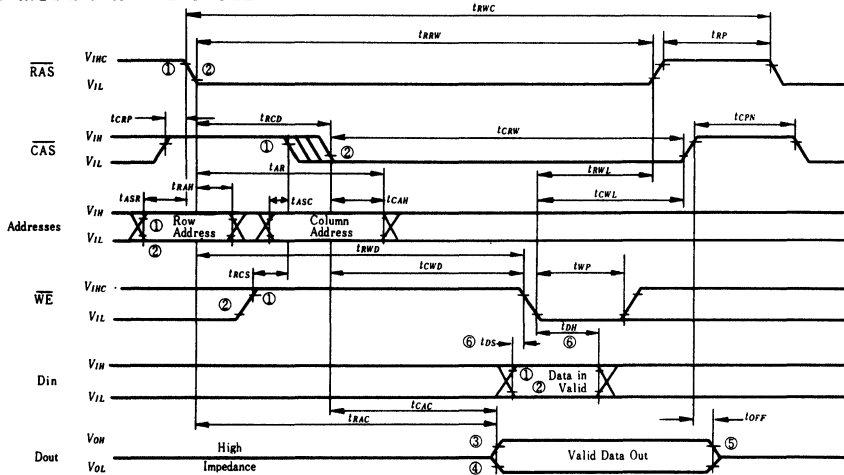 tRWC
tRRW
tRP
RAS
VIHC
VIL
①
②
tCRP
tRCD
tCRW
tCPN
CAS
VIH
VIL
①
②
tAR
tRWL
tASR
tRAH
tASC
tCAH
tCWL
Addresses
VIH
VIL
①
②
Row
Address
Column
Address
tRWD
tRCS
tCWD
tWP
WE
VIHC
VIL
②
①
tDH
⑥ tDS
⑥
Din
VIH
VIL
①
②
Data in
Valid
tCAC
tRAC
tOFF
Dout
VOH
VOL
High
Impedance
③
④
Valid Data Out
⑤